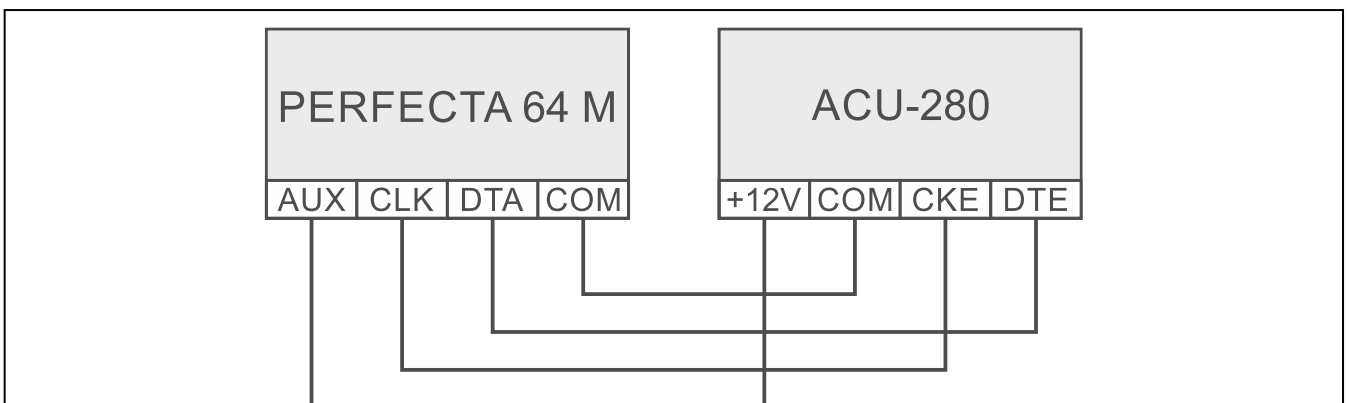 PERFECTA 64 M
ACU-280
AUX CLK DTA COM
+12V COM CKE DTE